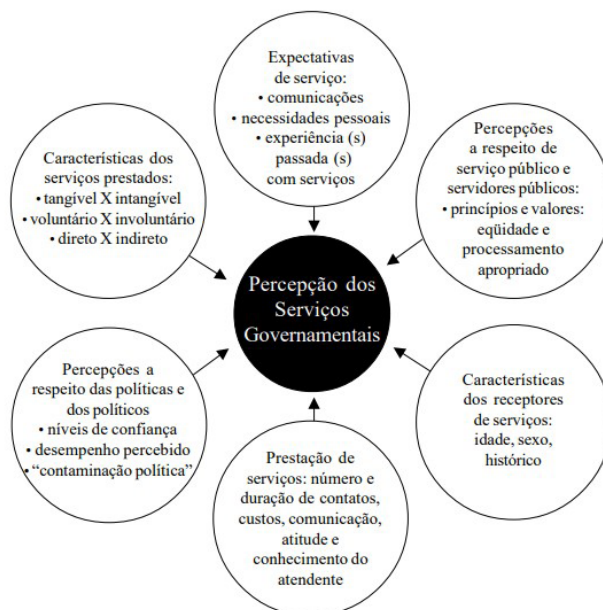 Expectativas
de serviço:
• comunicações
• necessidades pessoais
• experiência (s)
passada (s)
com serviços
Características dos
serviços prestados:
• tangível X intangível
• voluntário X involuntário
• direto X indireto
Percepções
a respeito de
serviço público e
servidores públicos:
• princípios e valores:
eqüidade e
processamento
apropriado
Percepção dos
Serviços
Governamentais
Percepções a
respeito das políticas e
dos políticos
• níveis de confiança
• desempenho percebido
• “contaminação política”
Características
dos receptores
de serviços:
idade, sexo,
histórico
Prestação de
serviços: número e
duração de contatos,
custos, comunicação,
atitude e
conhecimento do
atendente